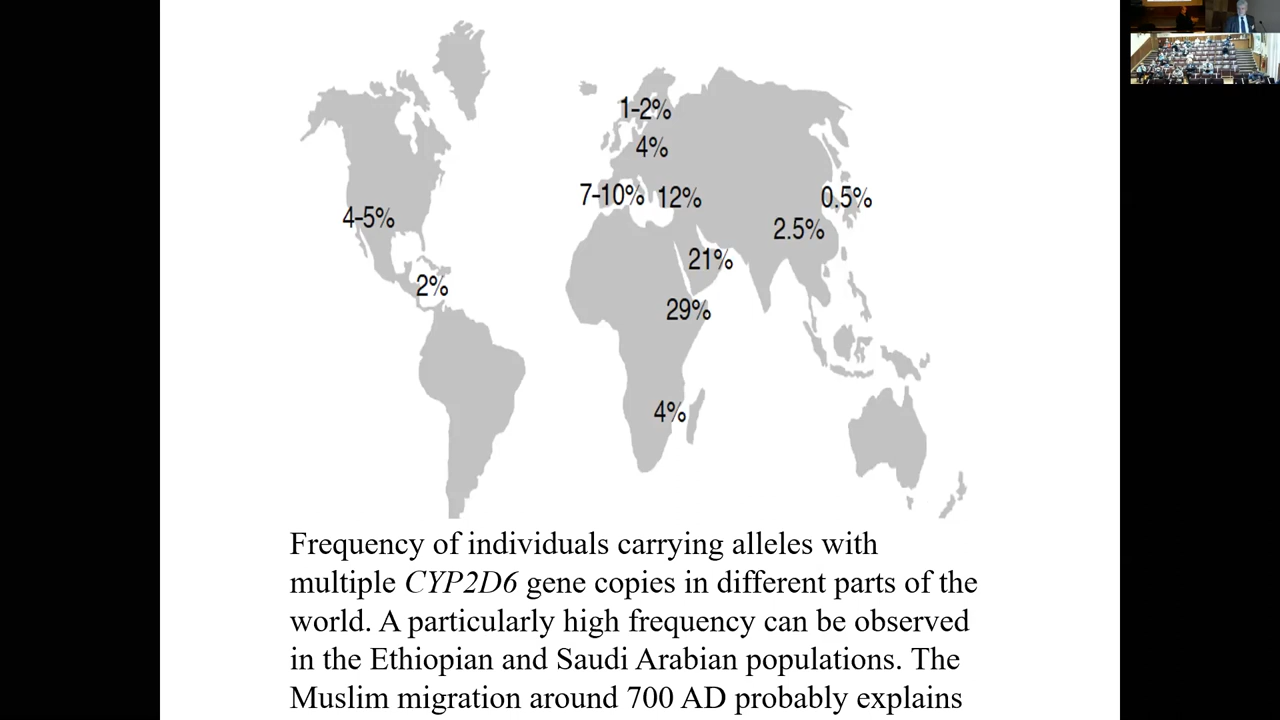 1-2%
4%
7-10%
12%
0.5%
4-5%
2.5%
21%
2%
29%
4%
Frequency of individuals carrying alleles with
multiple CYP2D6 gene copies in different parts of the
world. A particularly high frequency can be observed
in the Ethiopian and Saudi Arabian populations. The
Muslim migration around 700 AD probably explains